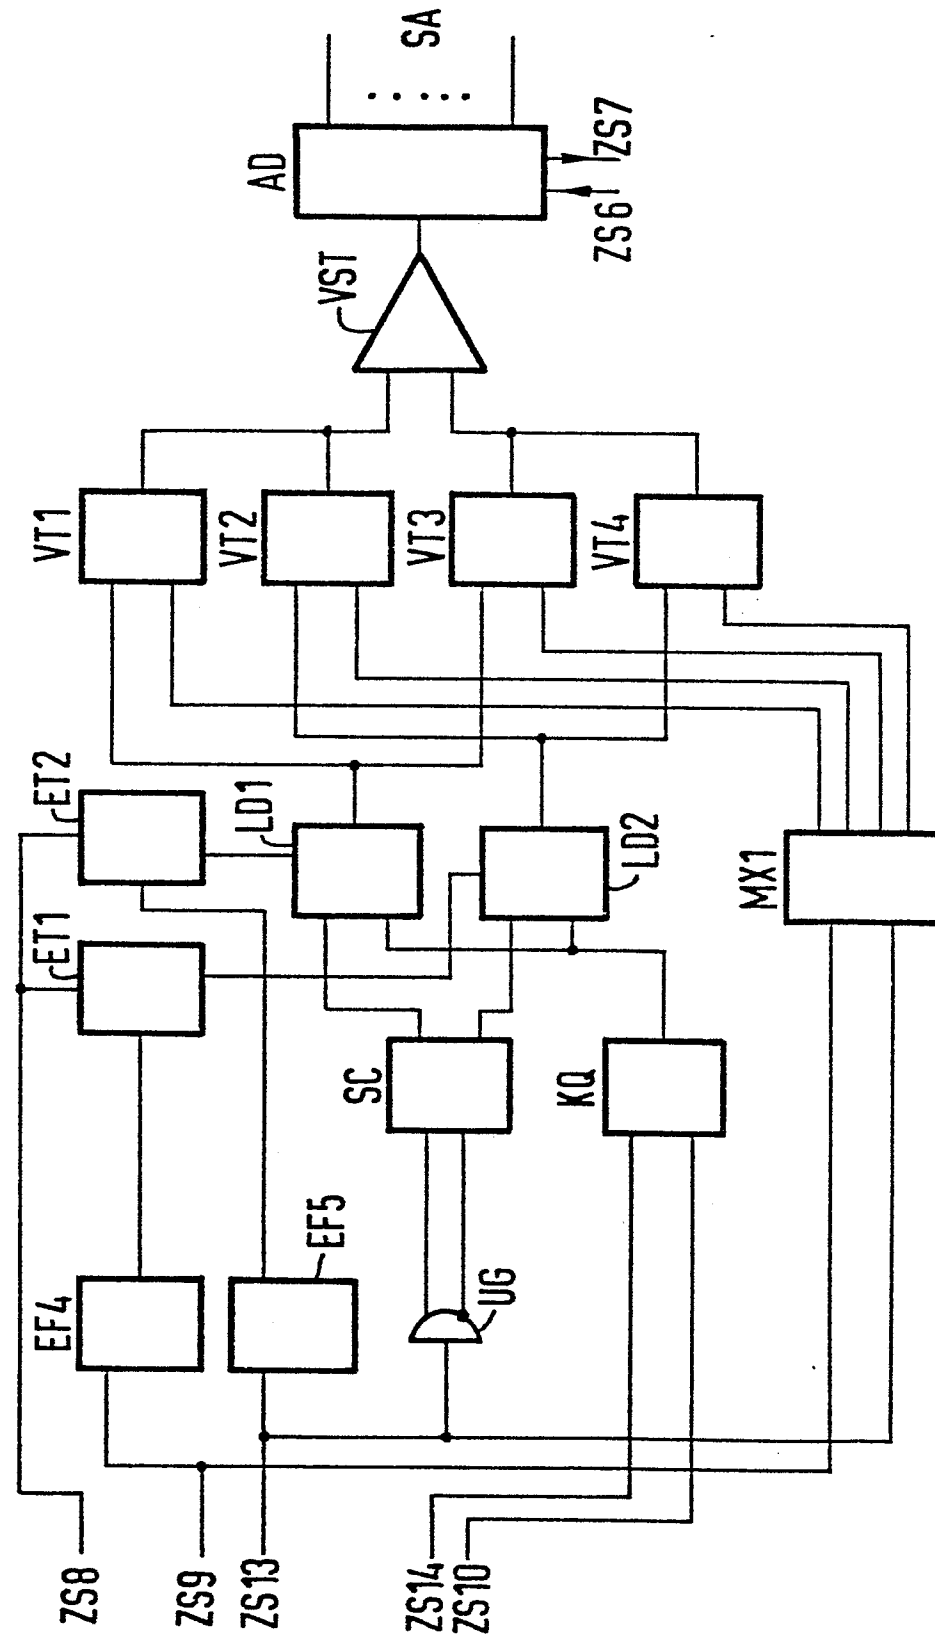 SA
AD
ZS6
ZS7
VST
VT1
VT2
VT3
VT4
ET2
LD1
LD2
MX1
ET1
SC
KQ
EF4
EF5
UG
ZS8
ZS9
ZS13
ZS14
ZS10